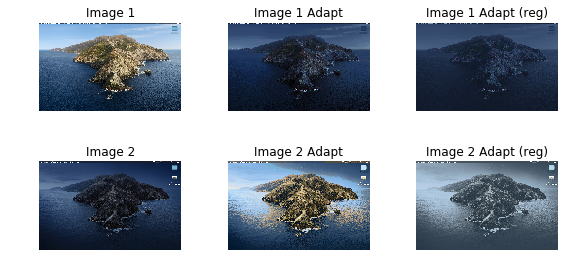 Image 1
Image 1 Adapt
Image 1 Adapt (reg)
Image 2
Image 2 Adapt
Image 2 Adapt (reg)